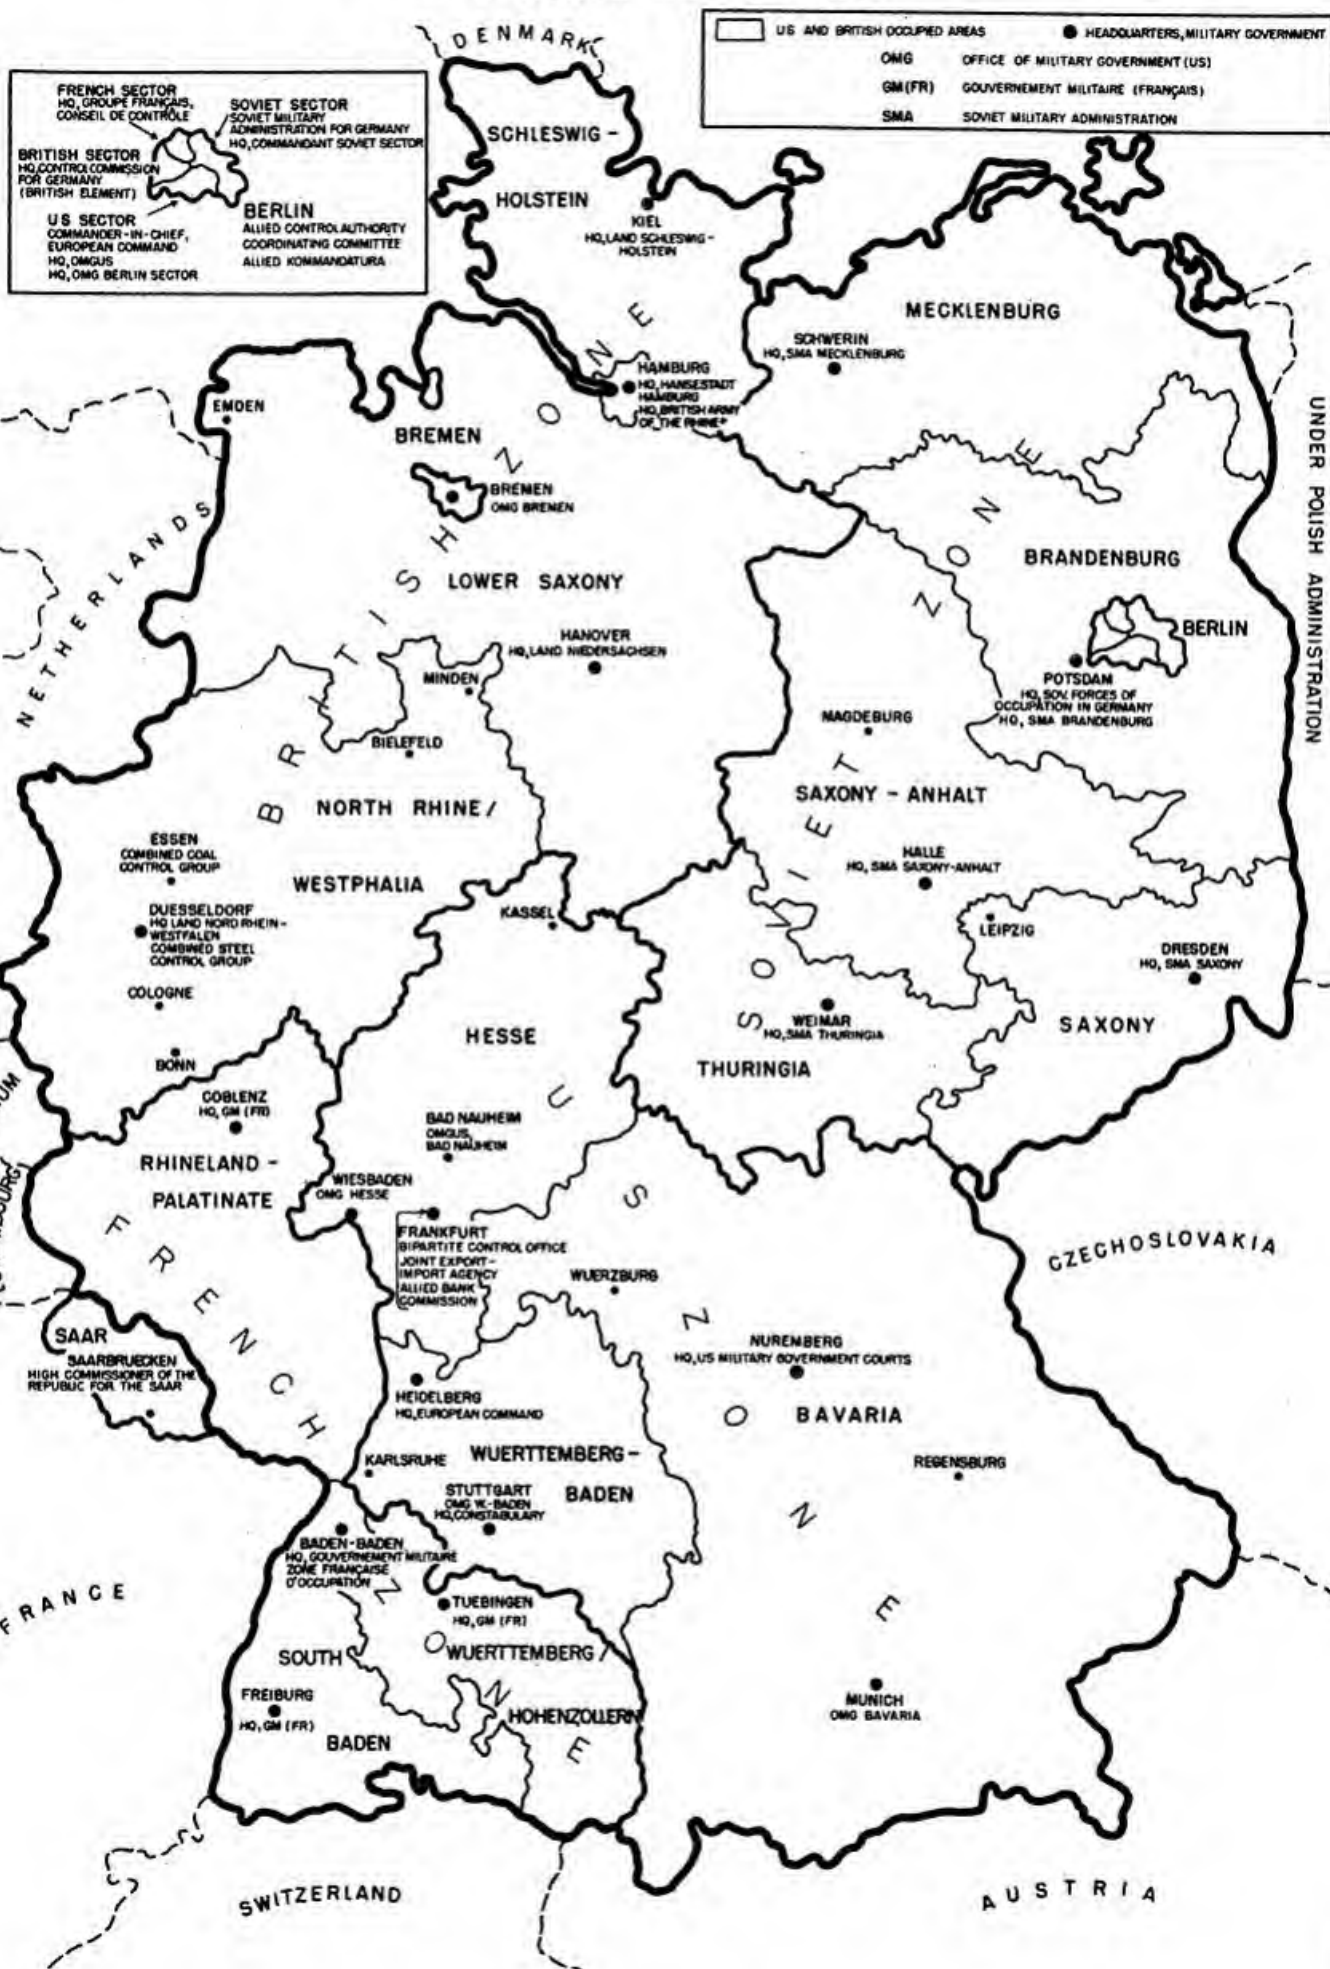 DENMARK
US AND BRITISH OCCUPIED AREAS
HEADQUARTERS, MILITARY GOVERNMENT
OMG OFFICE OF MILITARY GOVERNMENT (US)
GM (FR) GOUVERNEMENT MILITAIRE (FRANÇAIS)
SMA SOVIET MILITARY ADMINISTRATION
FRENCH SECTOR
HQ, GROUPE FRANÇAIS,
CONSEIL DE CONTRÔLE
SOVIET SECTOR
SOVIET MILITARY
ADMINISTRATION FOR GERMANY
HQ, COMMANDANT SOVIET SECTOR
BRITISH SECTOR
HQ, CONTROL COMMISSION
FOR GERMANY
(BRITISH ELEMENT)
US SECTOR
COMMANDER-IN-CHIEF,
EUROPEAN COMMAND
HQ, OMGUS
HQ, OMG BERLIN SECTOR
BERLIN
ALLIED CONTROL AUTHORITY
COORDINATING COMMITTEE
ALLIED KOMMANDATURA
SCHLESWIG -
HOLSTEIN
KIEL
HQ, LAND SCHLESWIG -
HOLSTEIN
MECKLENBURG
SCHWERIN
HQ, SMA MECKLENBURG
HAMBURG
HQ, HANSESTADT
HAMBURG
HQ, BRITISH ARMY
OF THE RHINE
EMDEN
BREMEN
BREMEN
OMG BREMEN
NETHERLANDS
BRITISH ZONE
LOWER SAXONY
HANOVER
HQ, LAND NIEDERSACHSEN
MINDEN
BIELEFELD
NORTH RHINE /
WESTPHALIA
ESSEN
COMBINED COAL
CONTROL GROUP
DUESSELDORF
HQ LAND NORDRHEIN -
WESTFALEN
COMBINED STEEL
CONTROL GROUP
COLOGNE
BONN
SOVIET ZONE
BRANDENBURG
BERLIN
POTSDAM
HQ, SOV. FORCES OF
OCCUPATION IN GERMANY
HQ, SMA BRANDENBURG
UNDER POLISH ADMINISTRATION
MAGDEBURG
SAXONY - ANHALT
HALLE
HQ, SMA SAXONY-ANHALT
LEIPZIG
DRESDEN
HQ, SMA SAXONY
SAXONY
WEIMAR
HQ, SMA THURINGIA
THURINGIA
KASSEL
HESSE
US ZONE
BAD NAUHEIM
OMGUS,
BAD NAUHEIM
COBLENZ
HQ, GM (FR)
RHINELAND -
PALATINATE
WIESBADEN
OMG HESSE
FRANKFURT
BIPARTITE CONTROL OFFICE
JOINT EXPORT-
IMPORT AGENCY
ALLIED BANK
COMMISSION
UM
BOURG
FRENCH ZONE
SAAR
SAARBRUECKEN
HIGH COMMISSIONER OF THE
REPUBLIC FOR THE SAAR
WUERZBURG
CZECHOSLOVAKIA
NUREMBERG
HQ, US MILITARY GOVERNMENT COURTS
BAVARIA
REGENSBURG
HEIDELBERG
HQ, EUROPEAN COMMAND
KARLSRUHE
WUERTTEMBERG -
BADEN
STUTTGART
OMG W.-BADEN
HQ, CONSTABULARY
BADEN-BADEN
HQ, GOUVERNEMENT MILITAIRE
ZONE FRANÇAISE
D'OCCUPATION
TUEBINGEN
HQ, GM (FR)
FRANCE
SOUTH
BADEN
WUERTTEMBERG /
HOHENZOLLERN
FREIBURG
HQ, GM (FR)
MUNICH
OMG BAVARIA
SWITZERLAND
AUSTRIA